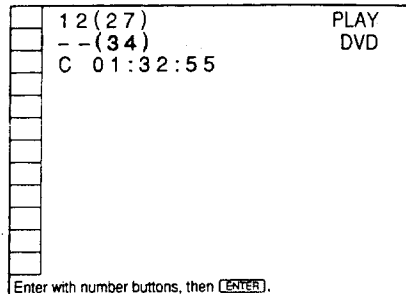 12(27) PLAY
--(34) DVD
C 01:32:55
Enter with number buttons, then ENTER.